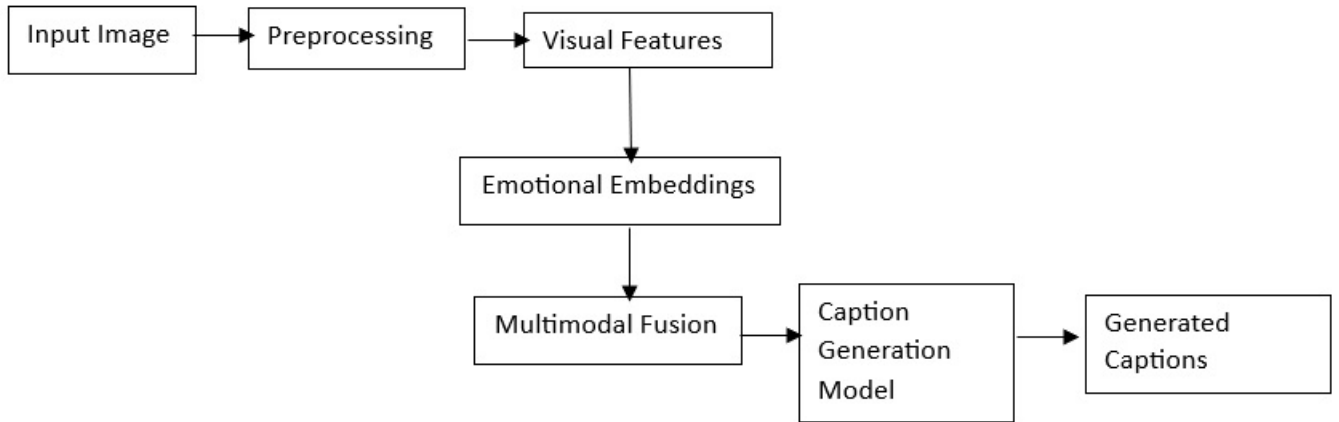 Input Image
Preprocessing
Visual Features
Emotional Embeddings
Multimodal Fusion
Caption
Generation
Model
Generated
Captions